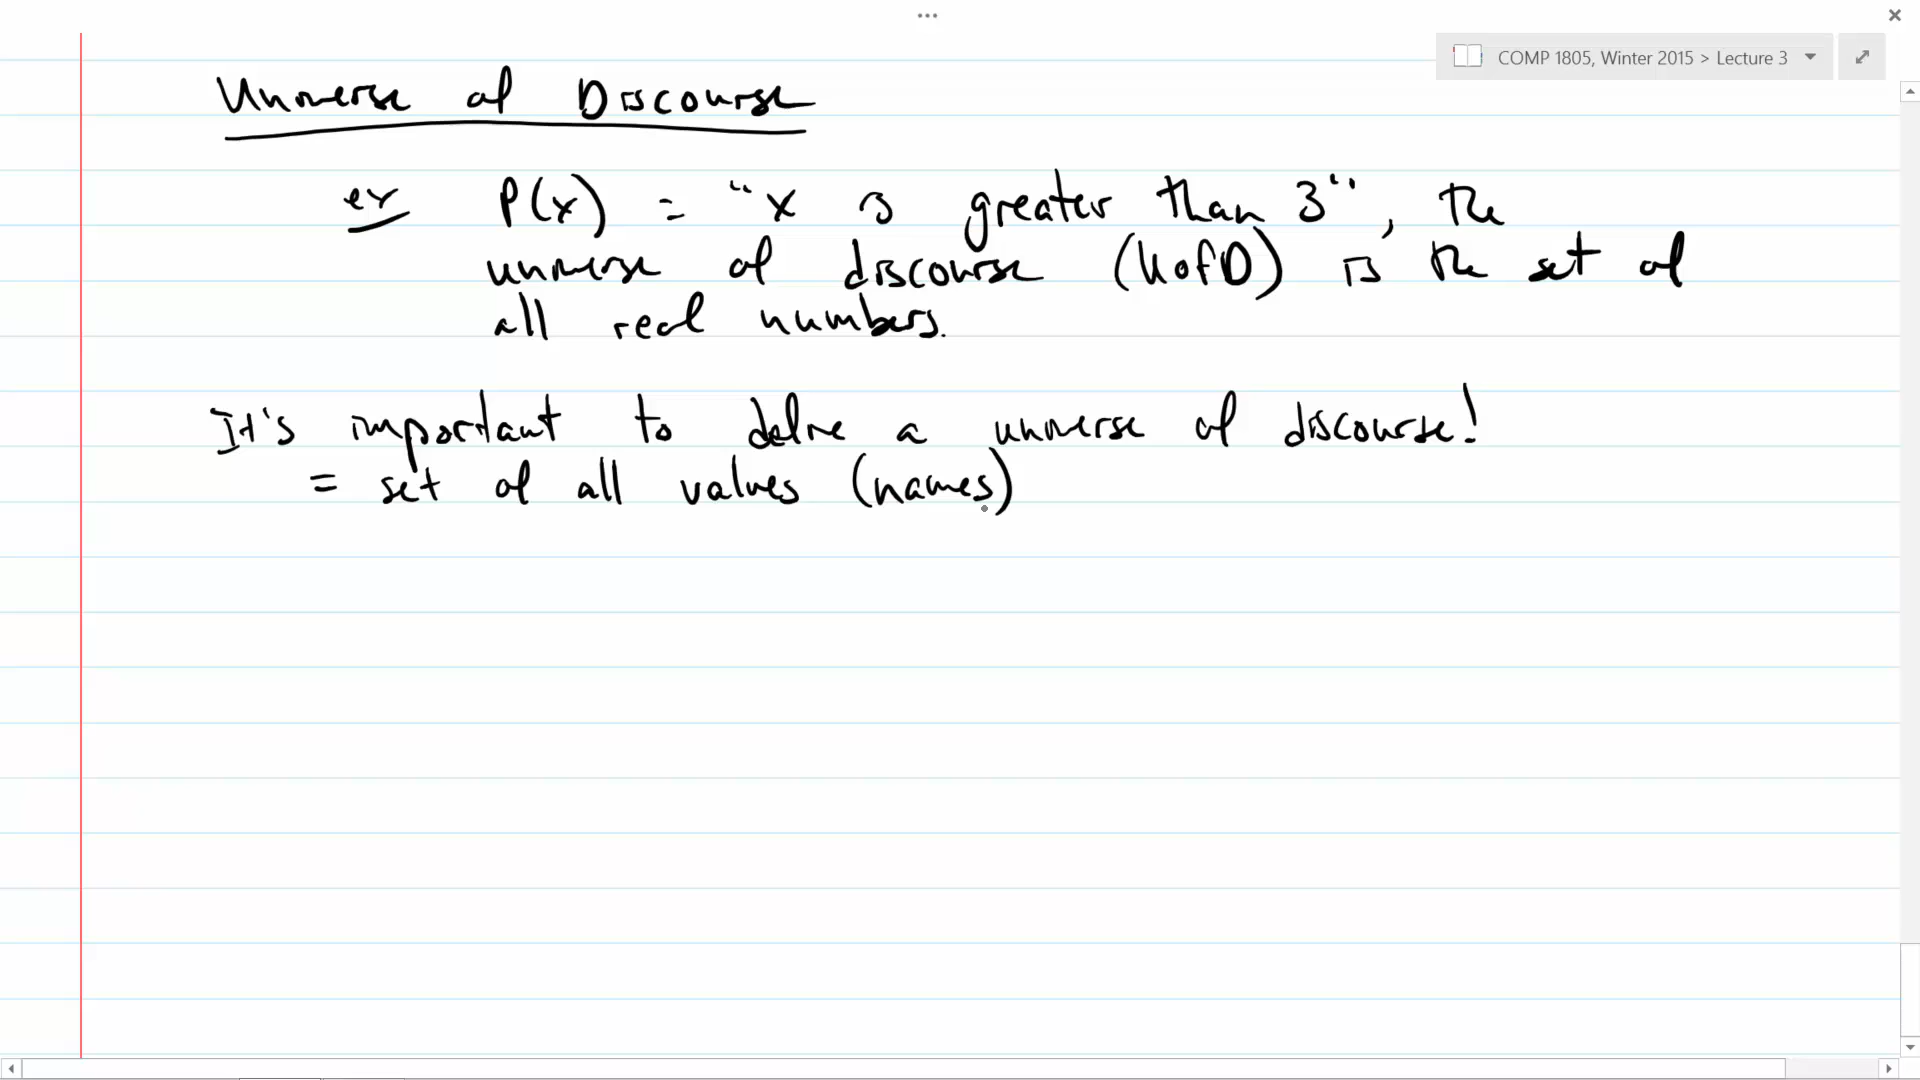 COMP 1805, Winter 2015 > Lecture 3
Universe of Discourse
ex P(x) = "x is greater than 3", the
universe of discourse (UofD) is the set of
all real numbers.
It's important to define a universe of discourse!
= set of all values (names)